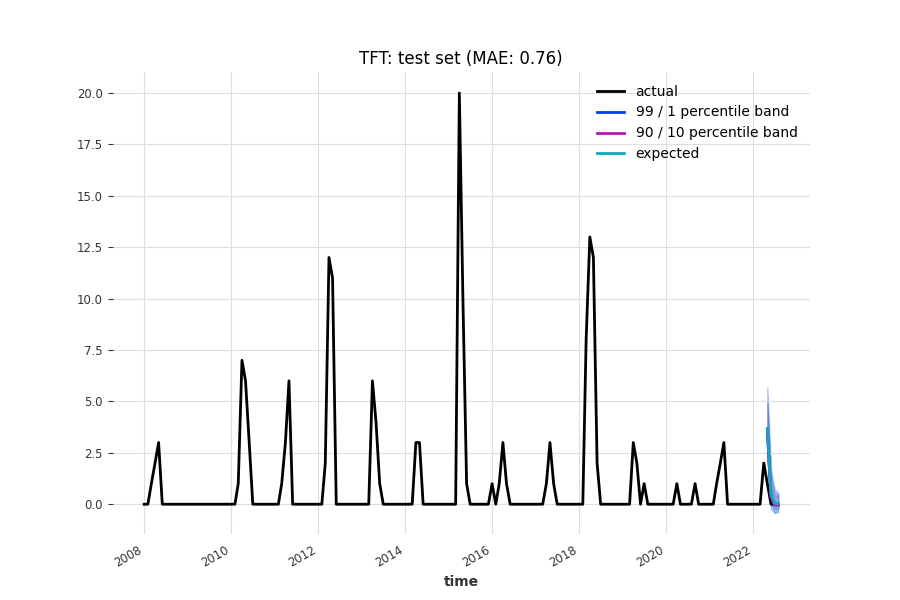 TFT: test set (MAE: 0.76)
actual
99 / 1 percentile band
90 / 10 percentile band
expected
20.0
17.5
15.0
12.5
10.0
7.5
5.0
2.5
0.0
2008 2010 2012 2014 2016 2018 2020 2022
time